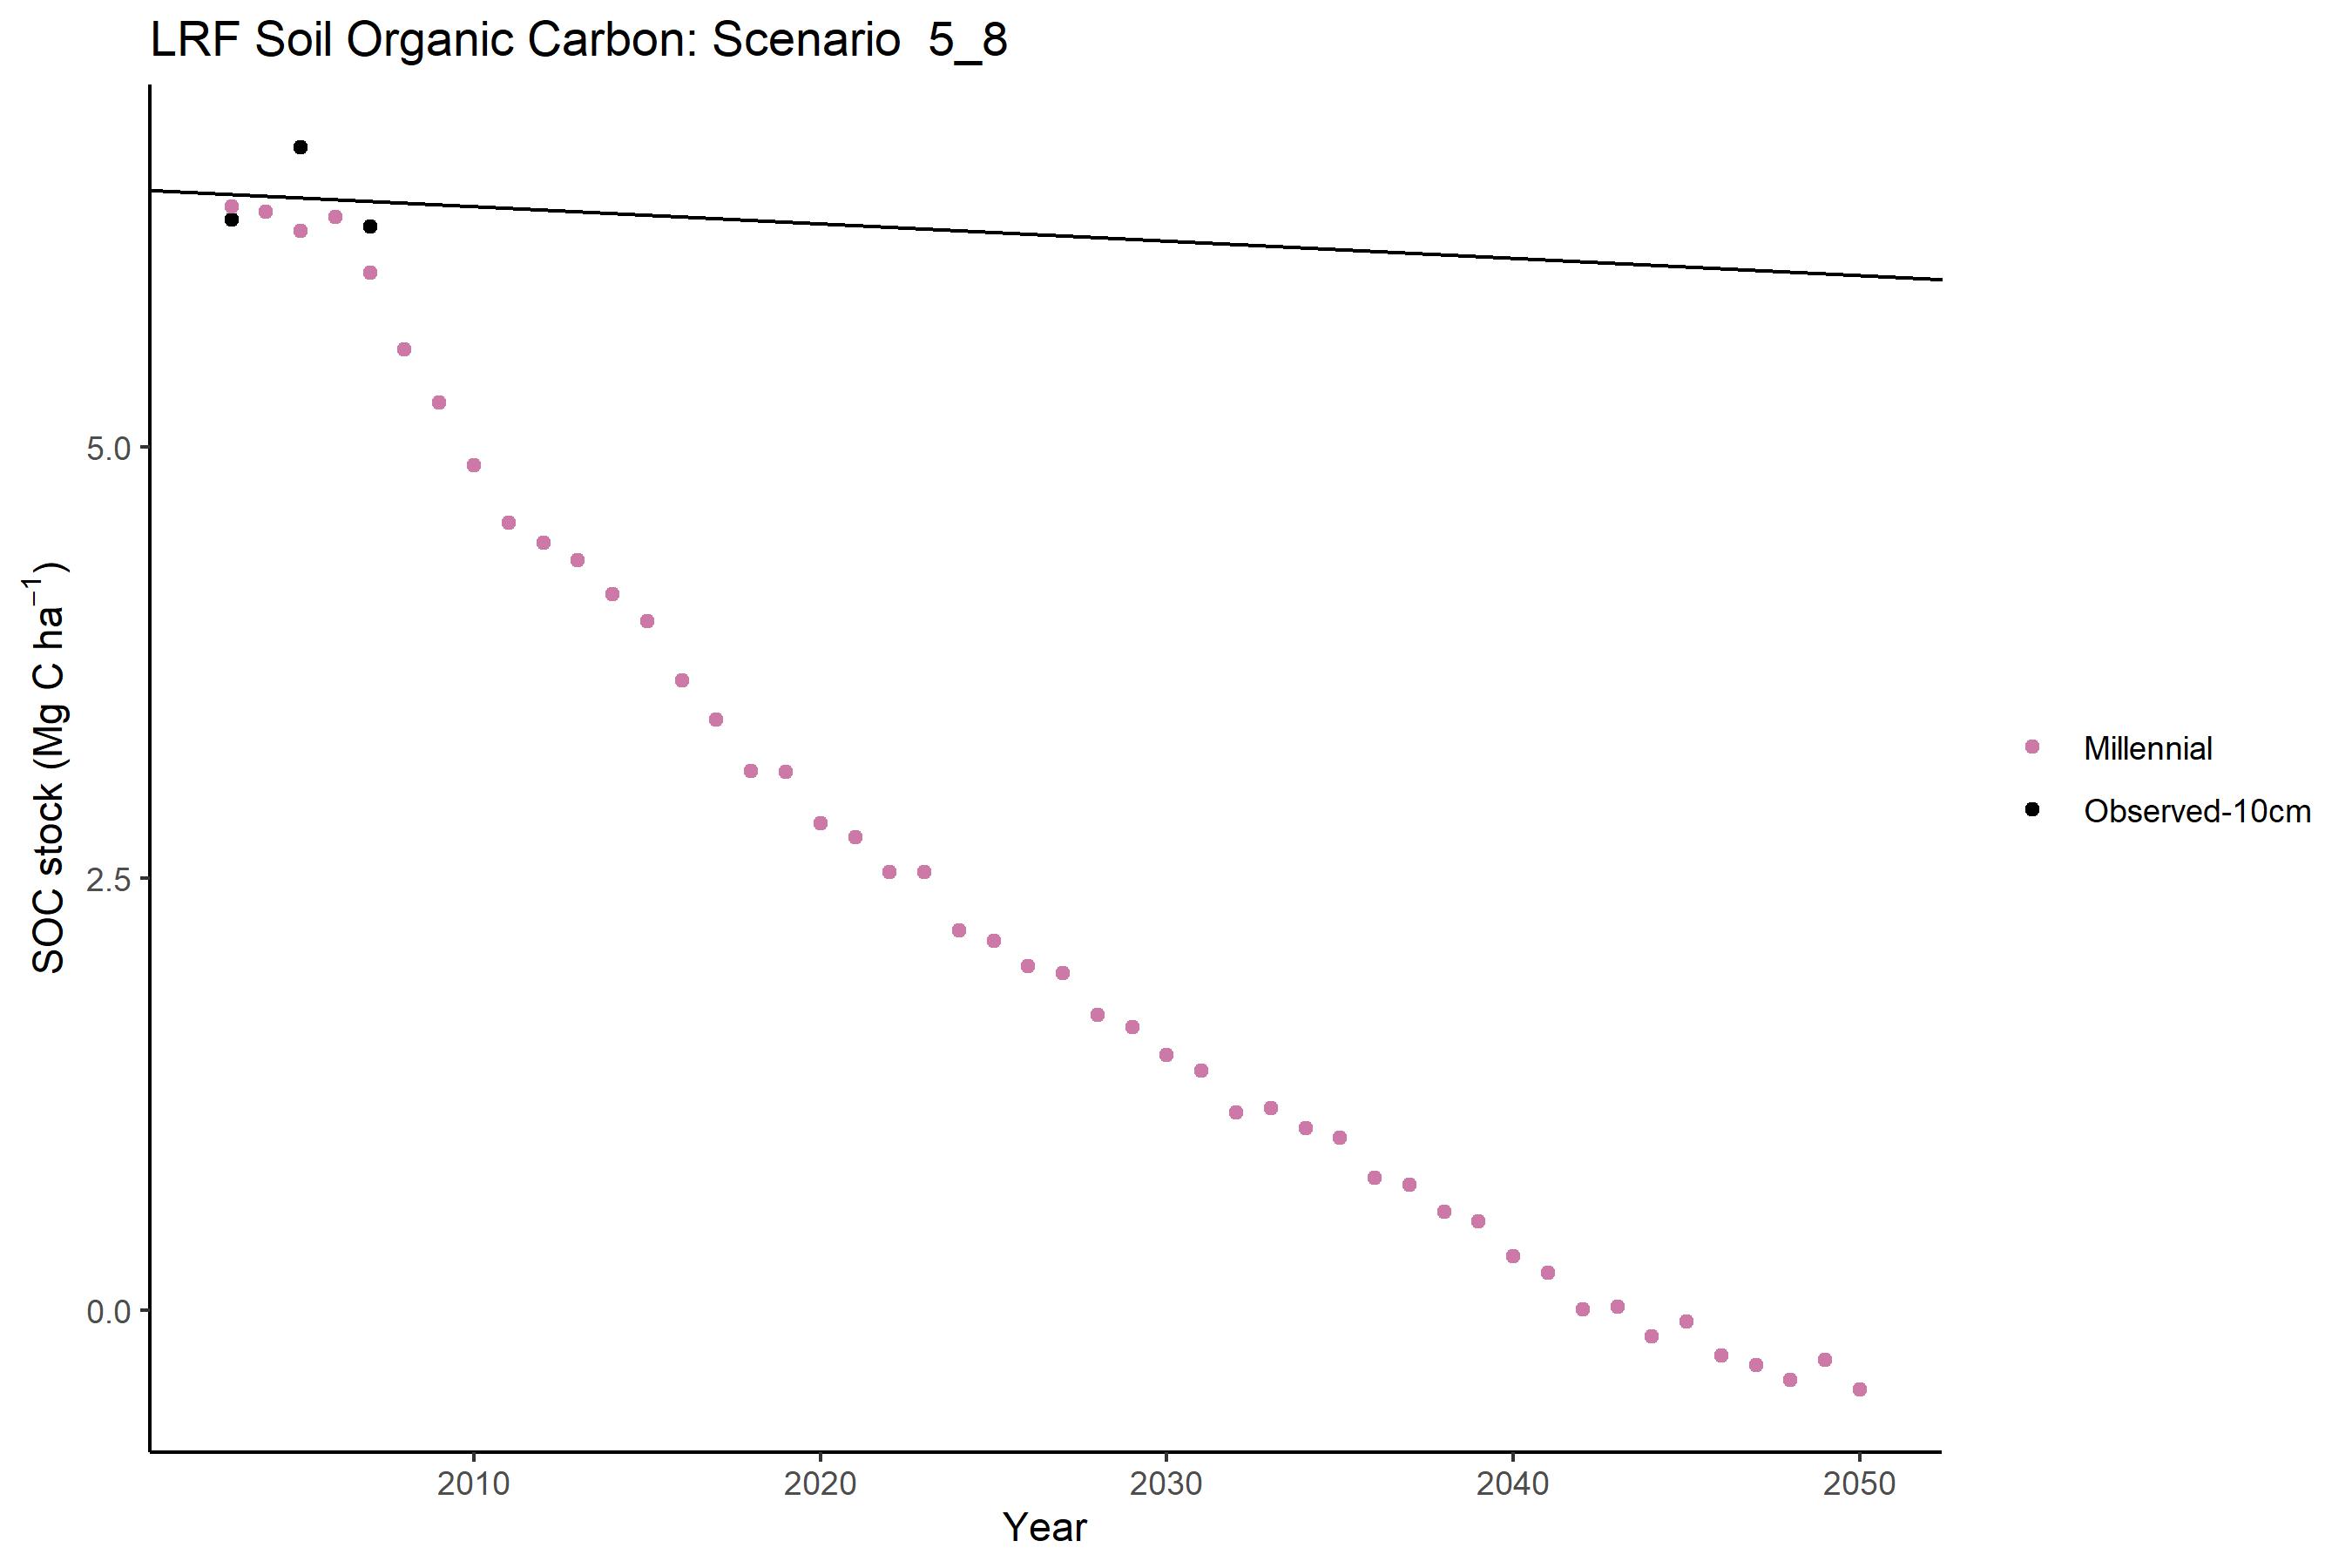 LRF Soil Organic Carbon: Scenario  5_8
SOC stock (Mg C ha⁻¹)
5.0
2.5
0.0
2010 2020 2030 2040 2050
Year
Millennial
Observed-10cm